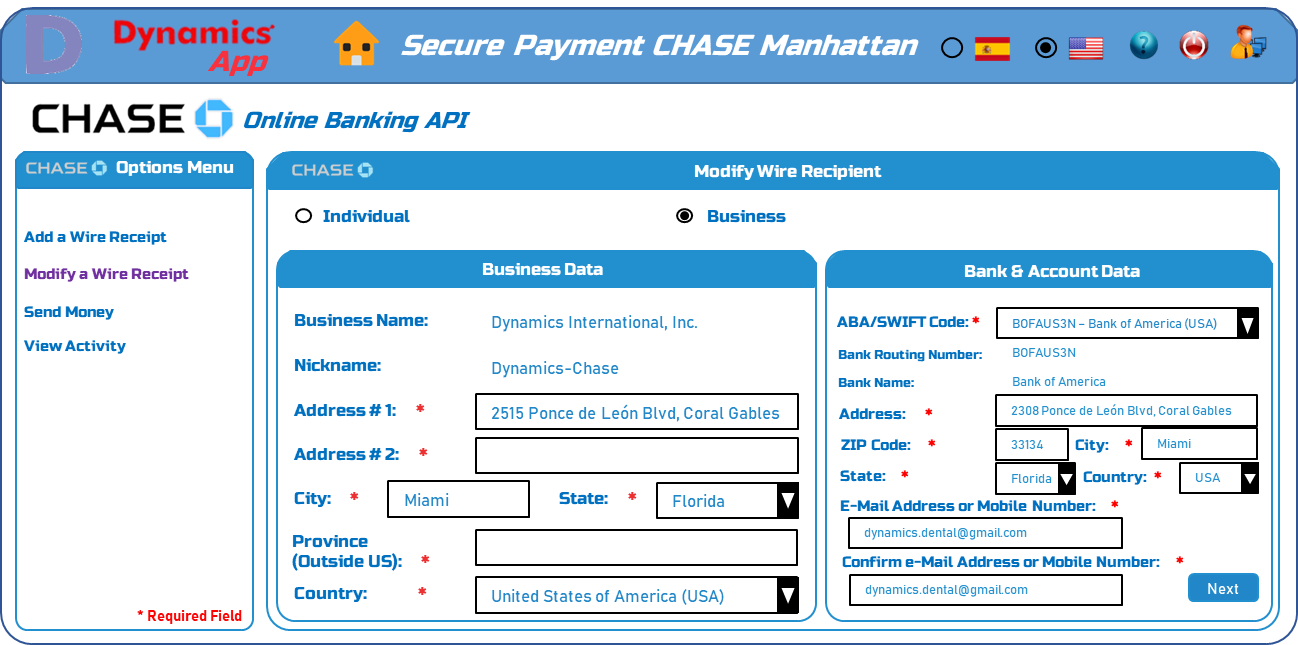 D
Dynamics
App
Secure Payment CHASE Manhattan
?
CHASE Online Banking API
CHASE Options Menu
Add a Wire Receipt
Modify a Wire Receipt
Send Money
View Activity
* Required Field
CHASE Modify Wire Recipient
Individual Business
Business Data
Business Name: Dynamics International, Inc.
Nickname: Dynamics-Chase
Address # 1: * 2515 Ponce de León Blvd, Coral Gables
Address # 2: *
City: * Miami State: * Florida
Province
(Outside US): *
Country: * United States of America (USA)
Bank & Account Data
ABA/SWIFT Code: * BOFAUS3N – Bank of America (USA)
Bank Routing Number: BOFAUS3N
Bank Name: Bank of America
Address: * 2308 Ponce de León Blvd, Coral Gables
ZIP Code: * 33134 City: * Miami
State: * Florida Country: * USA
E-Mail Address or Mobile Number: *
dynamics.dental@gmail.com
Confirm e-Mail Address or Mobile Number: *
dynamics.dental@gmail.com
Next